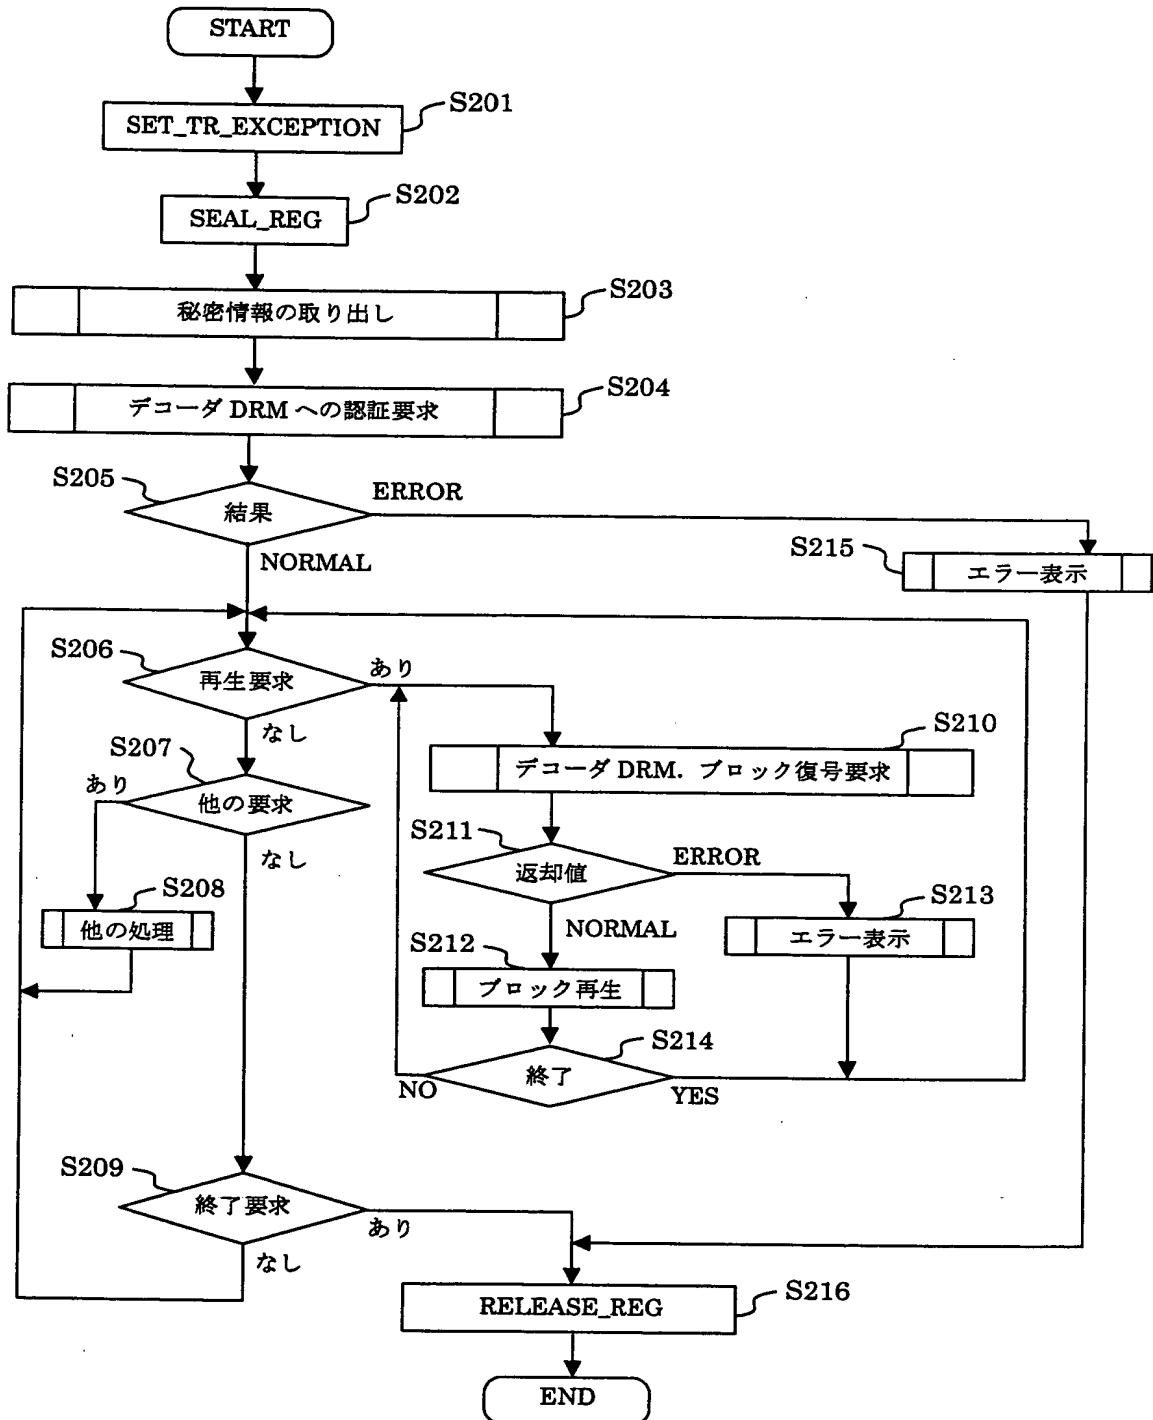 START
S201
SET_TR_EXCEPTION
S202
SEAL_REG
S203
秘密情報の取り出し
S204
デコーダ DRM への認証要求
S205
結果
ERROR
NORMAL
S215
エラー表示
S206
再生要求
あり
なし
S207
あり
他の要求
なし
S208
他の処理
S210
デコーダ DRM．ブロック復号要求
S211
返却値
ERROR
NORMAL
S213
エラー表示
S212
ブロック再生
S214
終了
NO
YES
S209
終了要求
あり
なし
S216
RELEASE_REG
END